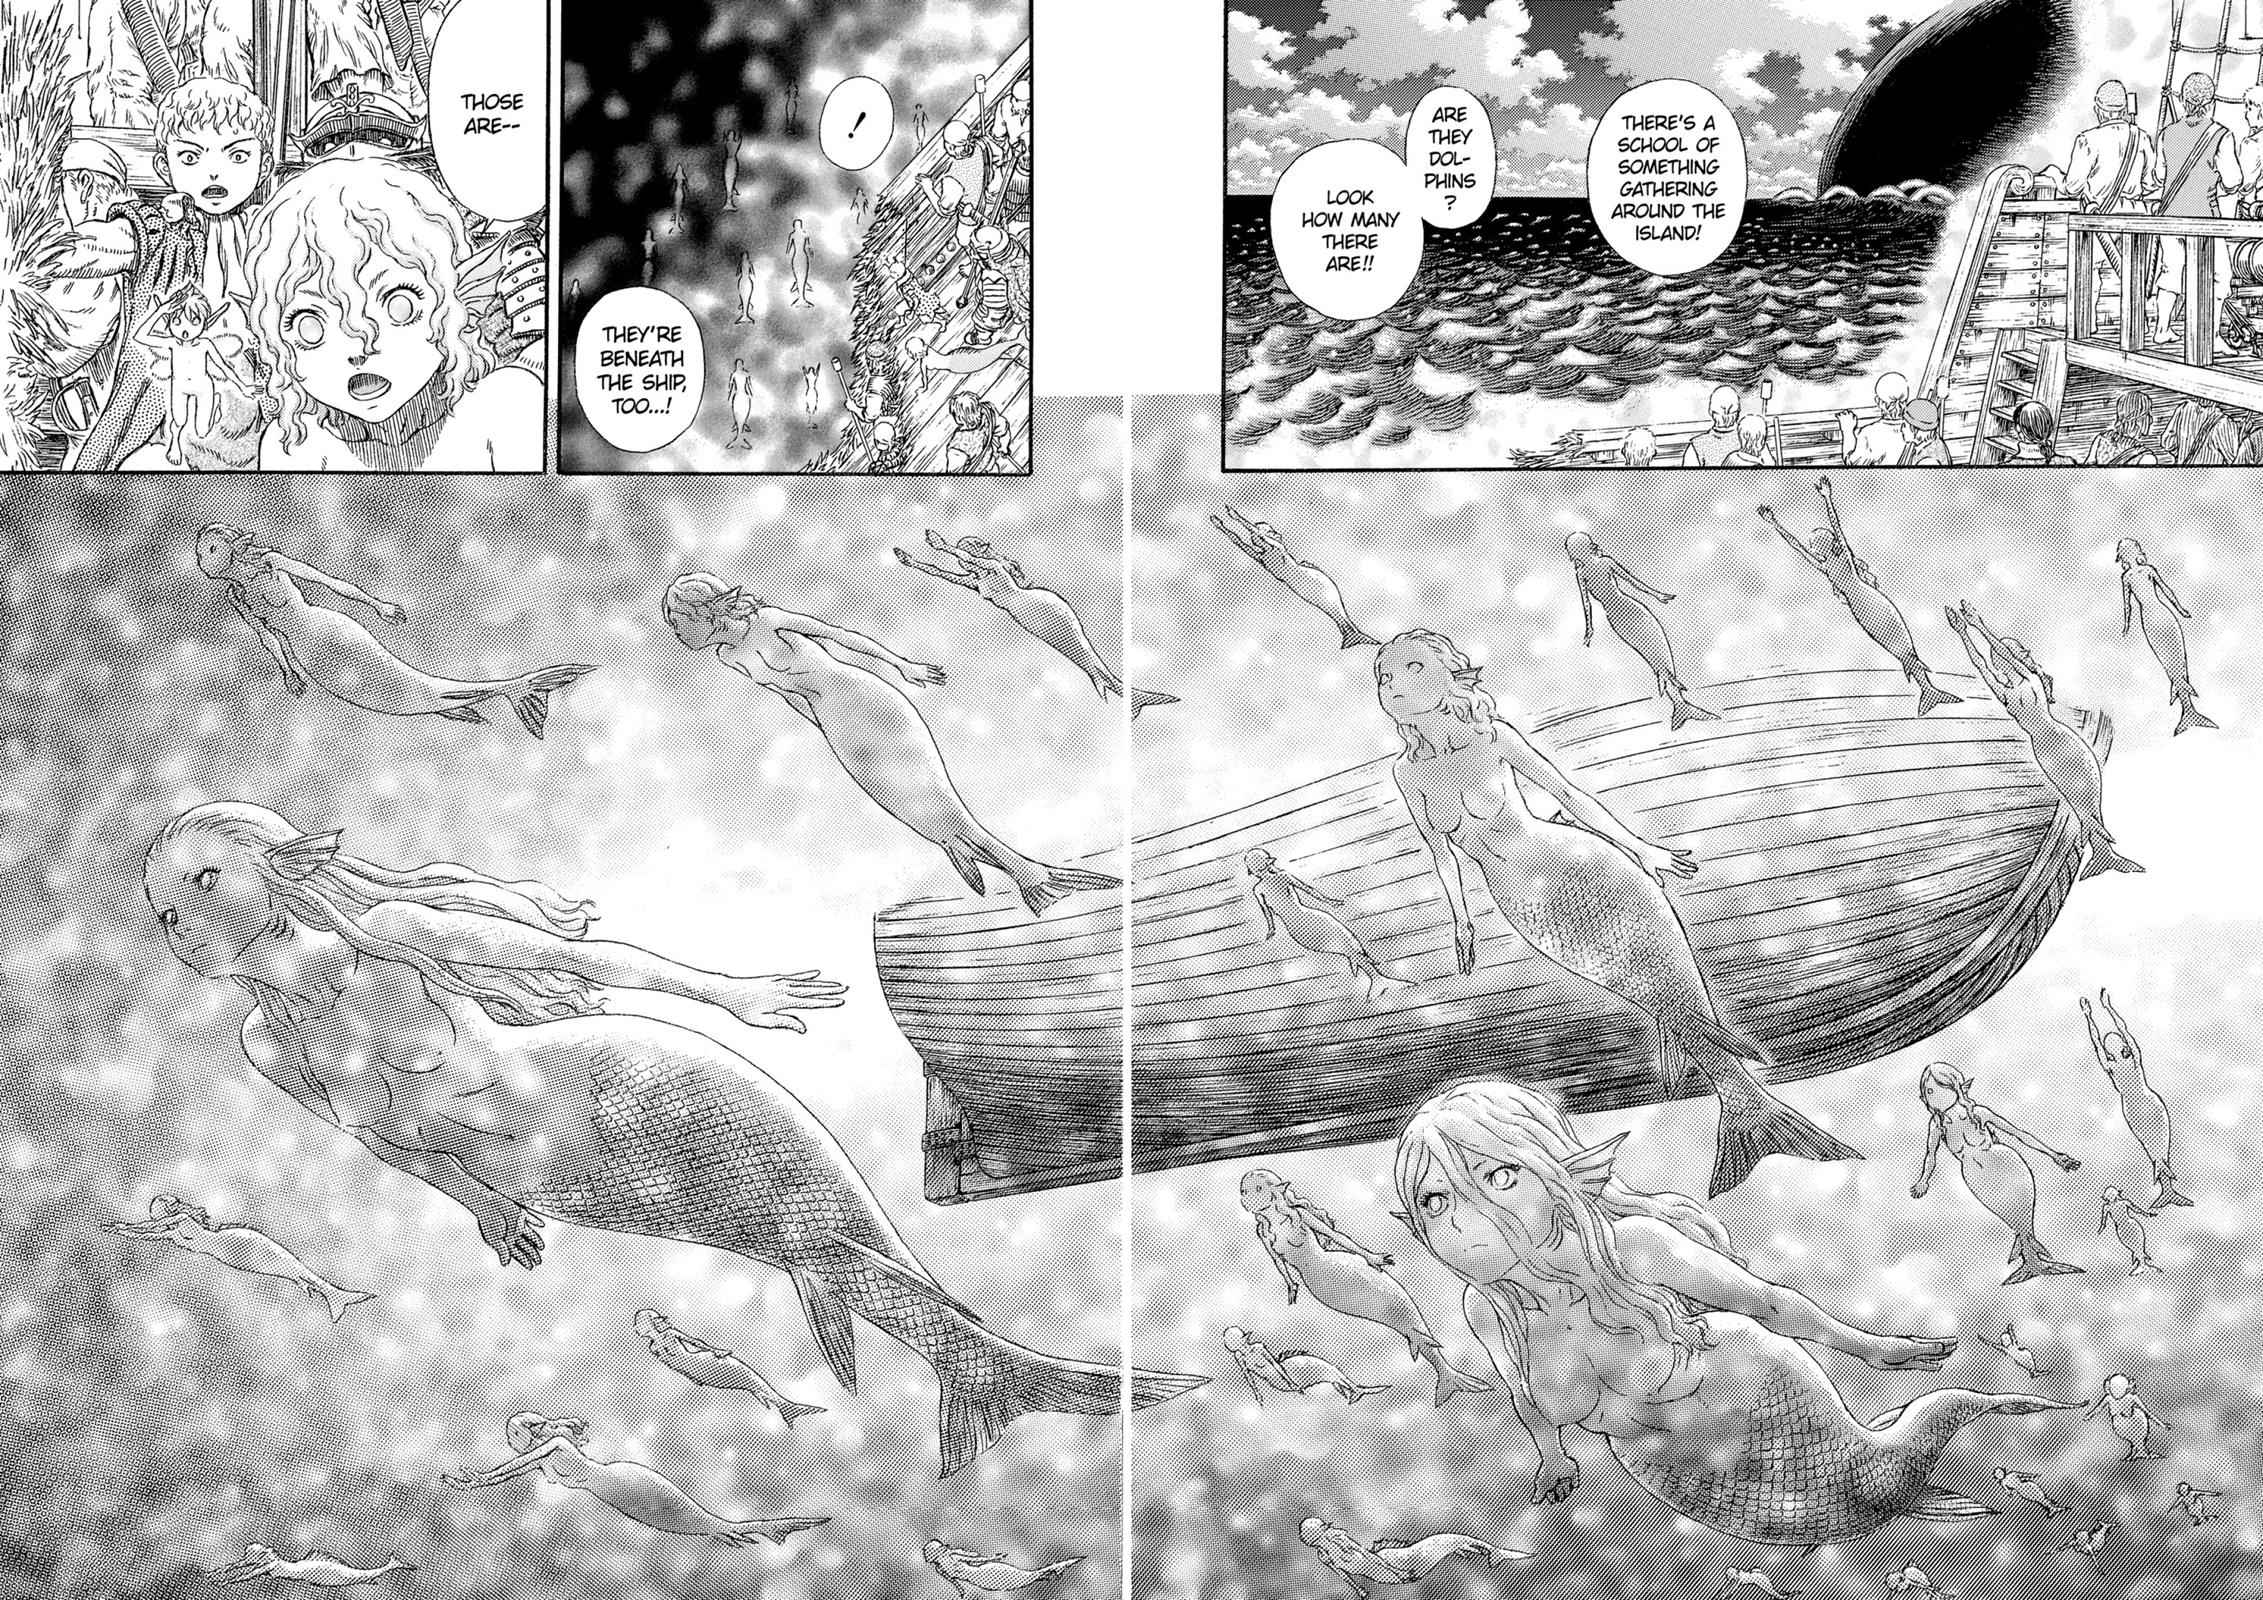 THERE'S A
SCHOOL OF
SOMETHING
GATHERING
AROUND THE
ISLAND!
ARE
THEY
DOL-
PHINS
?
LOOK
HOW MANY
THERE
ARE!!
!
THEY'RE
BENEATH
THE SHIP,
TOO...!
THOSE
ARE--